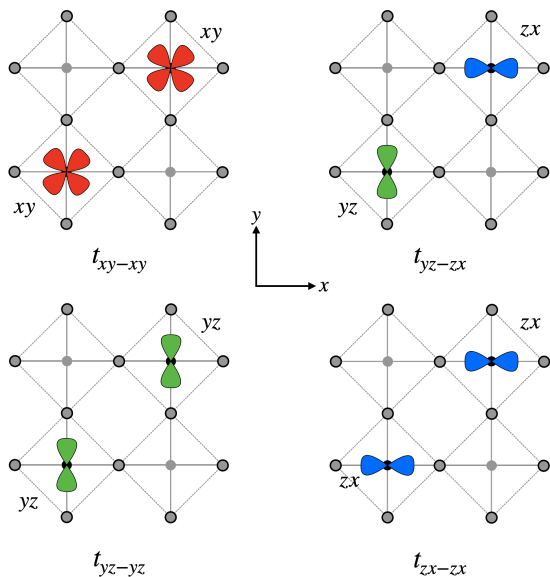 xy
zx
xy
yz
t_{xy-xy}
t_{yz-zx}
y
x
yz
zx
yz
zx
t_{yz-yz}
t_{zx-zx}